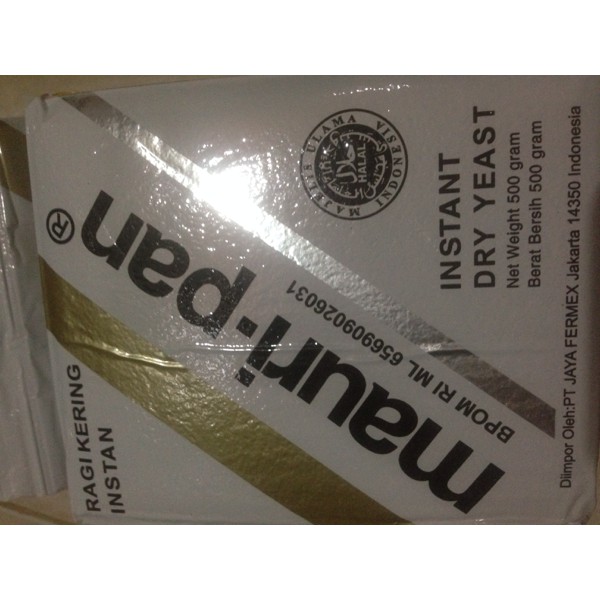 RAGI KERING
INSTAN
mauri-pan®
BPOM RI ML 656909026031
MAJELIS ULAMA
INDONESIA
HALAL
INSTANT
DRY YEAST
Net Weight 500 gram
Berat Bersih 500 gram
Diimpor Oleh:PT JAYA FERMEX Jakarta 14350 Indonesia